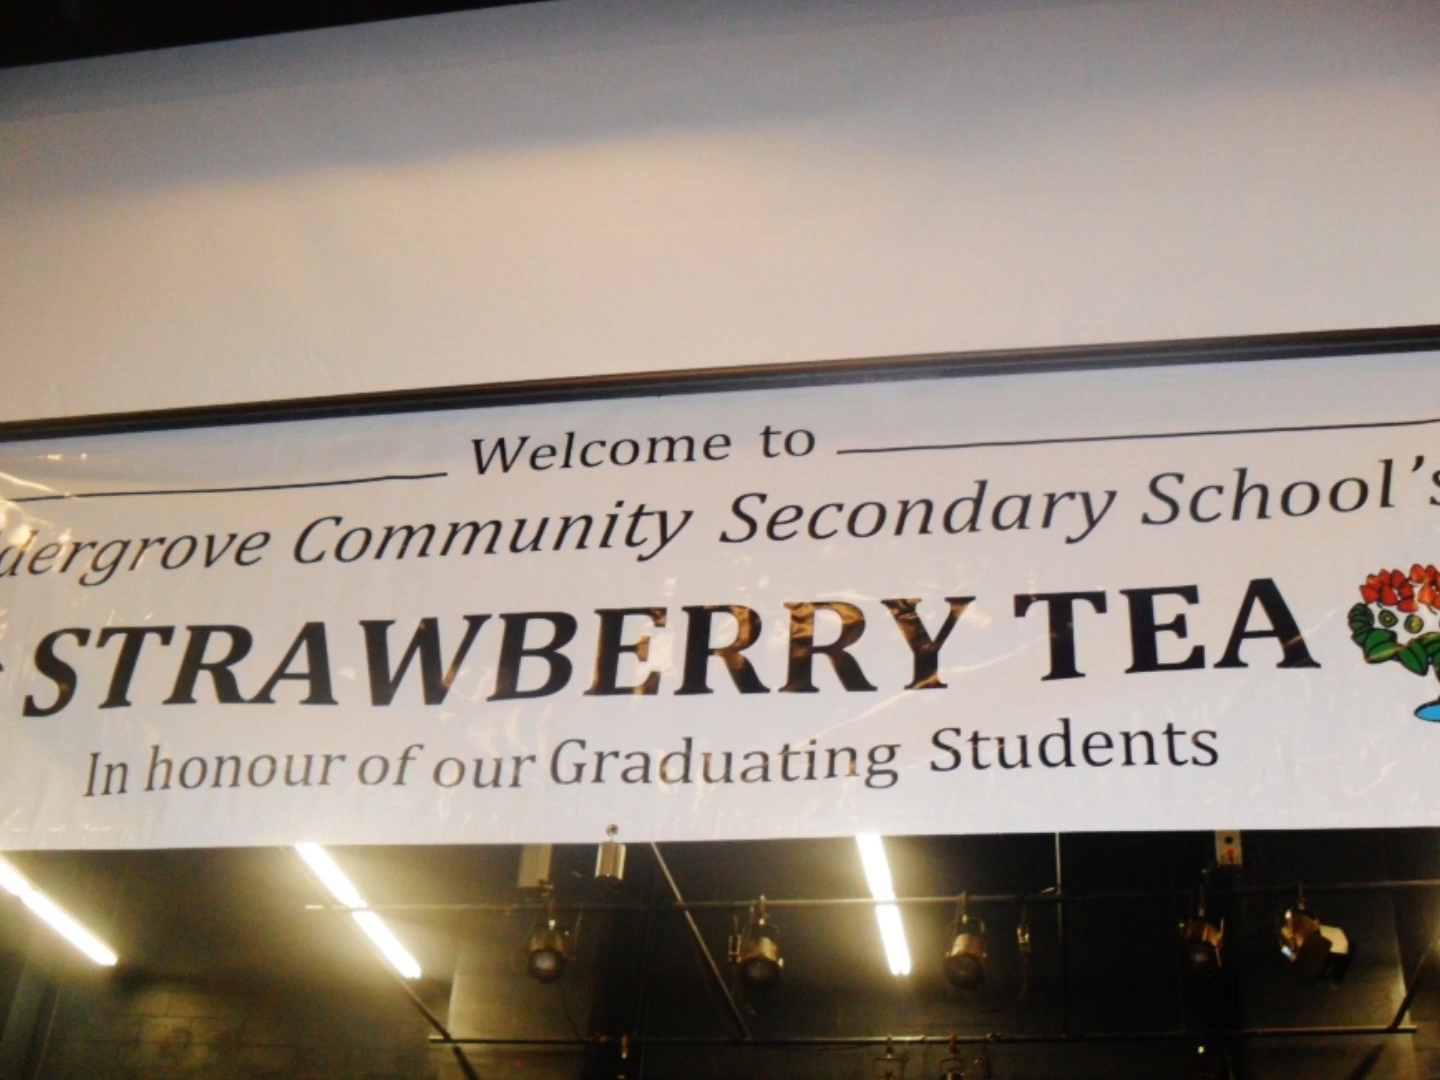 Welcome to
dergrove Community Secondary School's
STRAWBERRY TEA
In honour of our Graduating Students